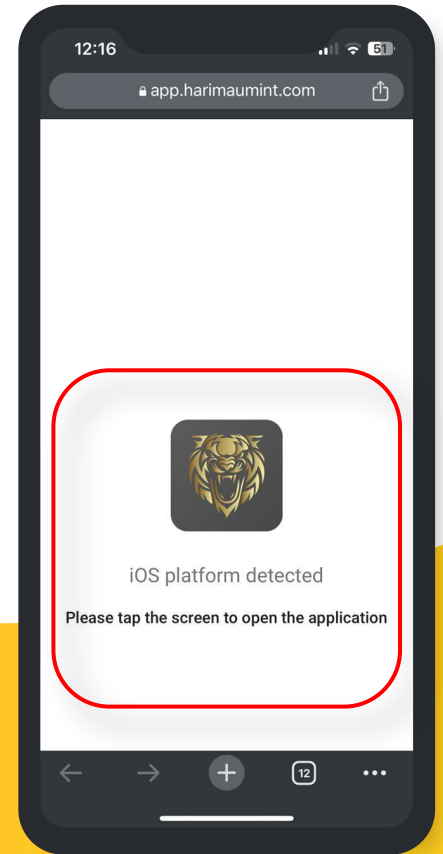 12:16
51
app.harimaumint.com
iOS platform detected
Please tap the screen to open the application
12